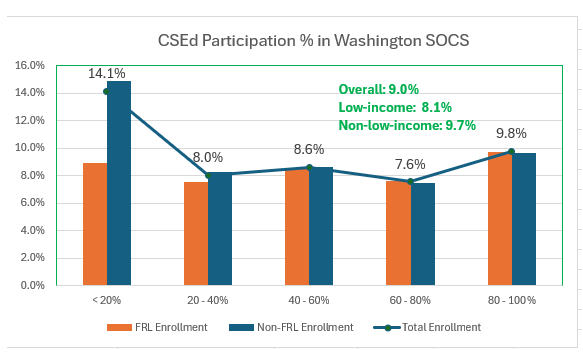 CSEd Participation % in Washington SOCS
16.0%
14.0%
12.0%
10.0%
8.0%
6.0%
4.0%
2.0%
0.0%
14.1%
8.0%
8.6%
7.6%
9.8%
Overall: 9.0%
Low-income: 8.1%
Non-low-income: 9.7%
< 20%
20 - 40%
40 - 60%
60 - 80%
80 - 100%
FRL Enrollment
Non-FRL Enrollment
Total Enrollment